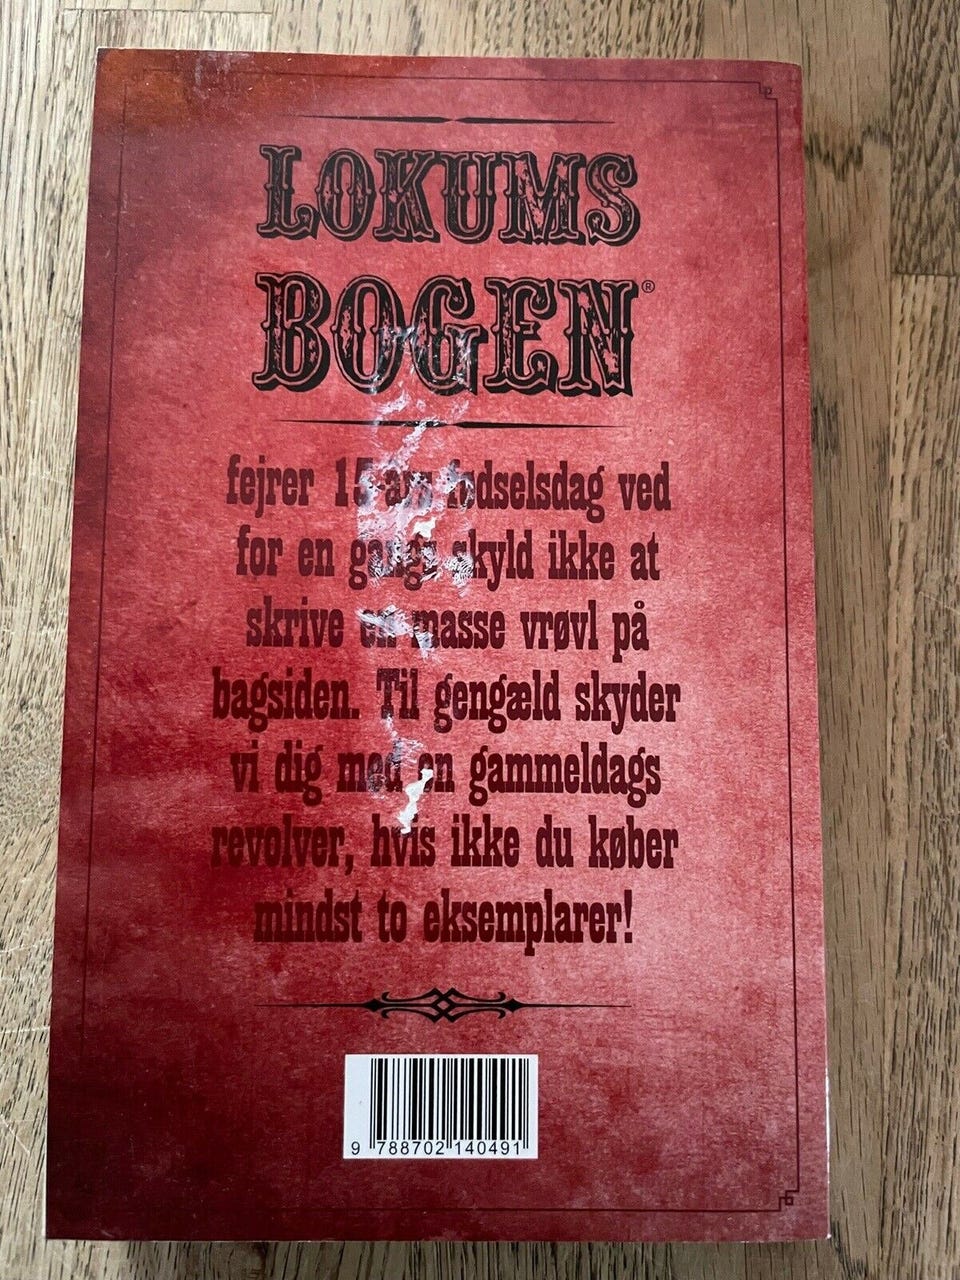 LOKUMS
BOGEN®
fejrer 15-års fødselsdag ved
for en gangs skyld ikke at
skrive en masse vrøvl på
bagsiden. Til gengæld skyder
vi dig med en gammeldags
revolver, hvis ikke du køber
mindst to eksemplarer!
9 788702 140491